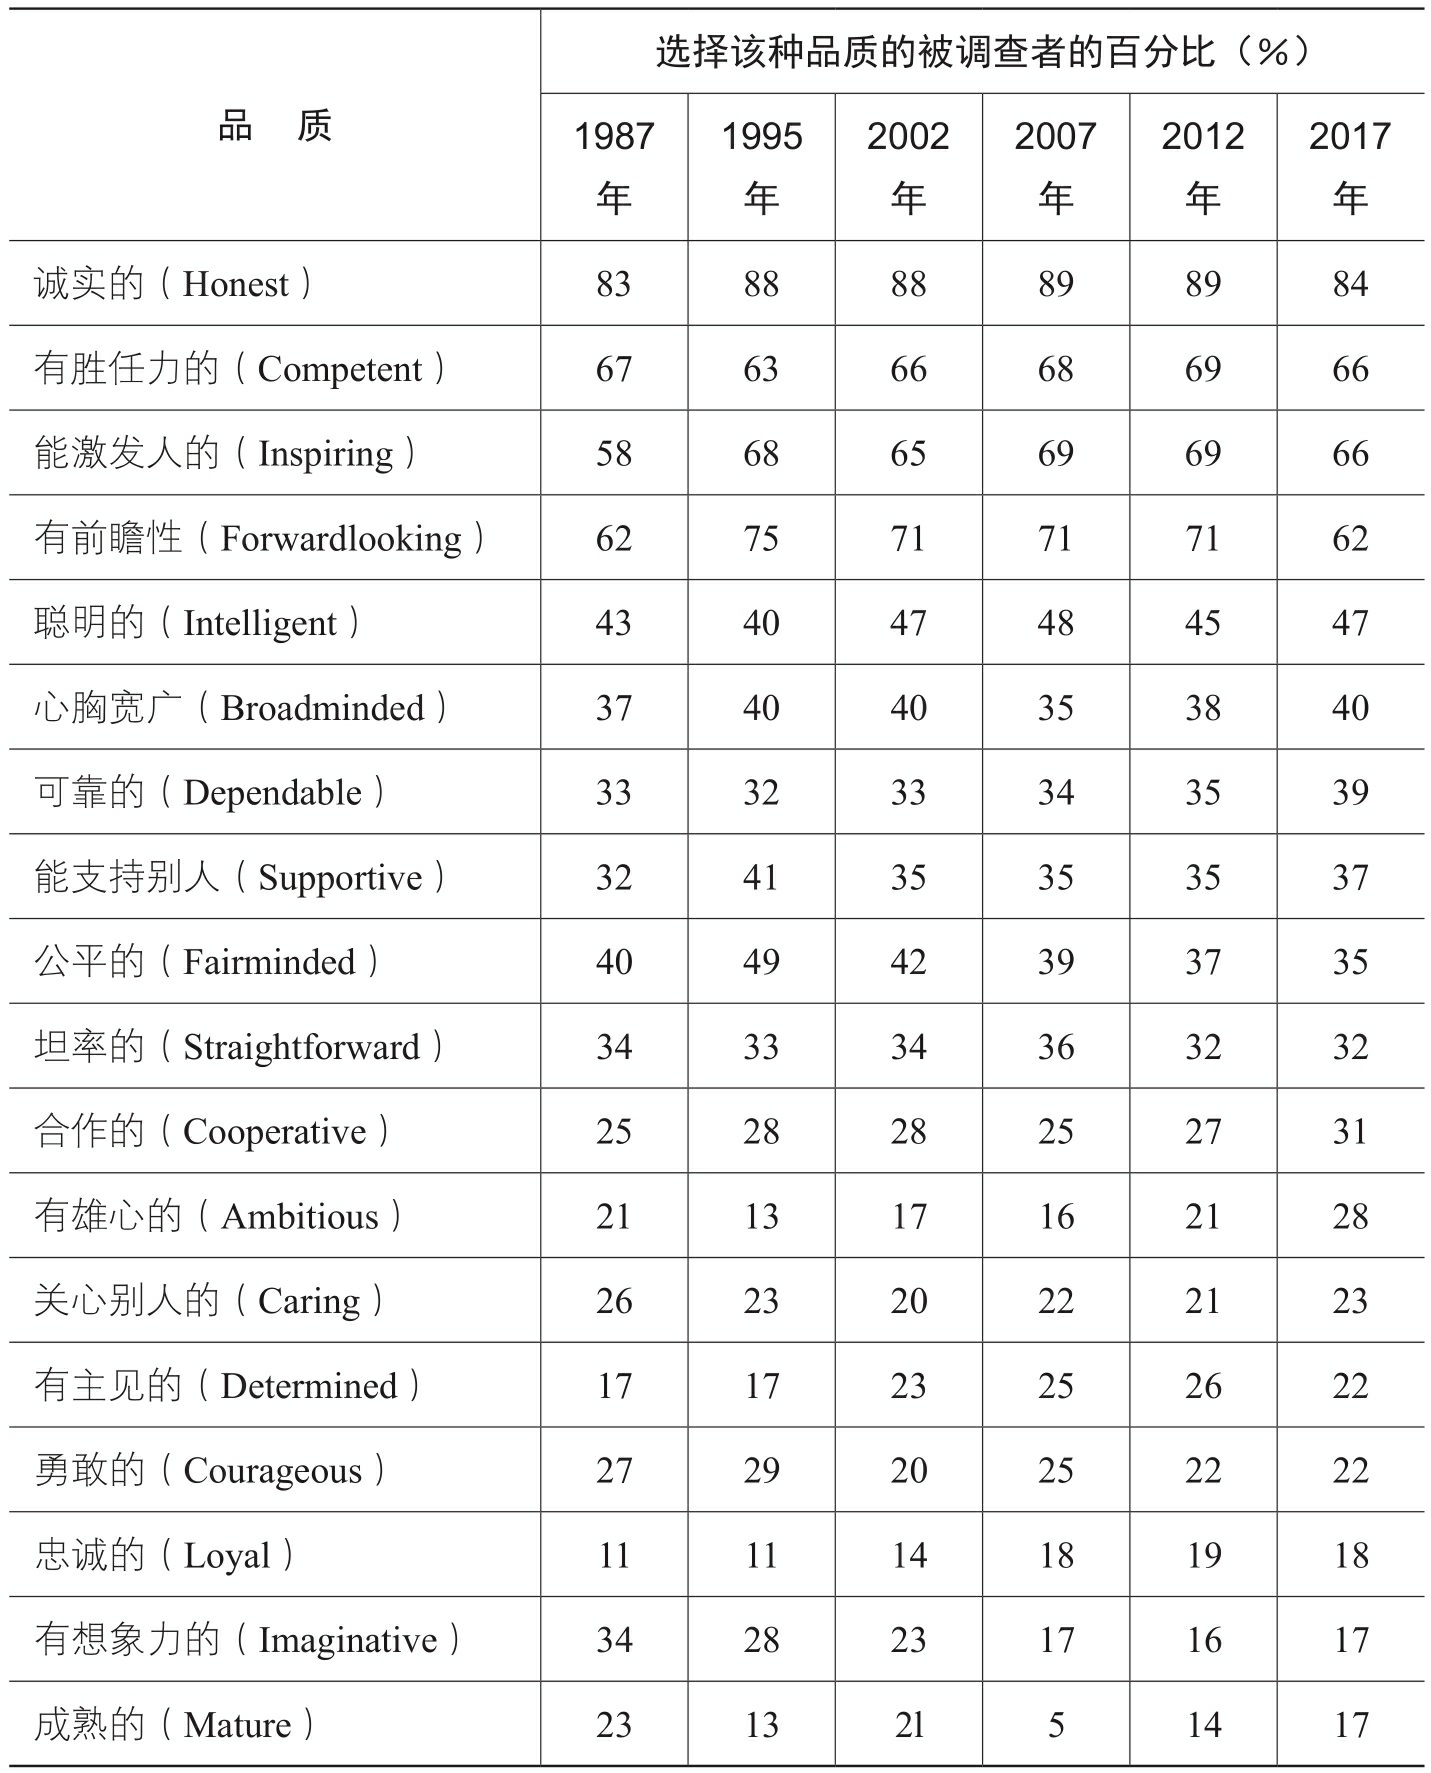 品 质 选择该种品质的被调查者的百分比（%）
1987年 1995年 2002年 2007年 2012年 2017年
诚实的（Honest） 83 88 88 89 89 84
有胜任力的（Competent） 67 63 66 68 69 66
能激发人的（Inspiring） 58 68 65 69 69 66
有前瞻性（Forwardlooking） 62 75 71 71 71 62
聪明的（Intelligent） 43 40 47 48 45 47
心胸宽广（Broadminded） 37 40 40 35 38 40
可靠的（Dependable） 33 32 33 34 35 39
能支持别人（Supportive） 32 41 35 35 35 37
公平的（Fairminded） 40 49 42 39 37 35
坦率的（Straightforward） 34 33 34 36 32 32
合作的（Cooperative） 25 28 28 25 27 31
有雄心的（Ambitious） 21 13 17 16 21 28
关心别人的（Caring） 26 23 20 22 21 23
有主见的（Determined） 17 17 23 25 26 22
勇敢的（Courageous） 27 29 20 25 22 22
忠诚的（Loyal） 11 11 14 18 19 18
有想象力的（Imaginative） 34 28 23 17 16 17
成熟的（Mature） 23 13 2l 5 14 17